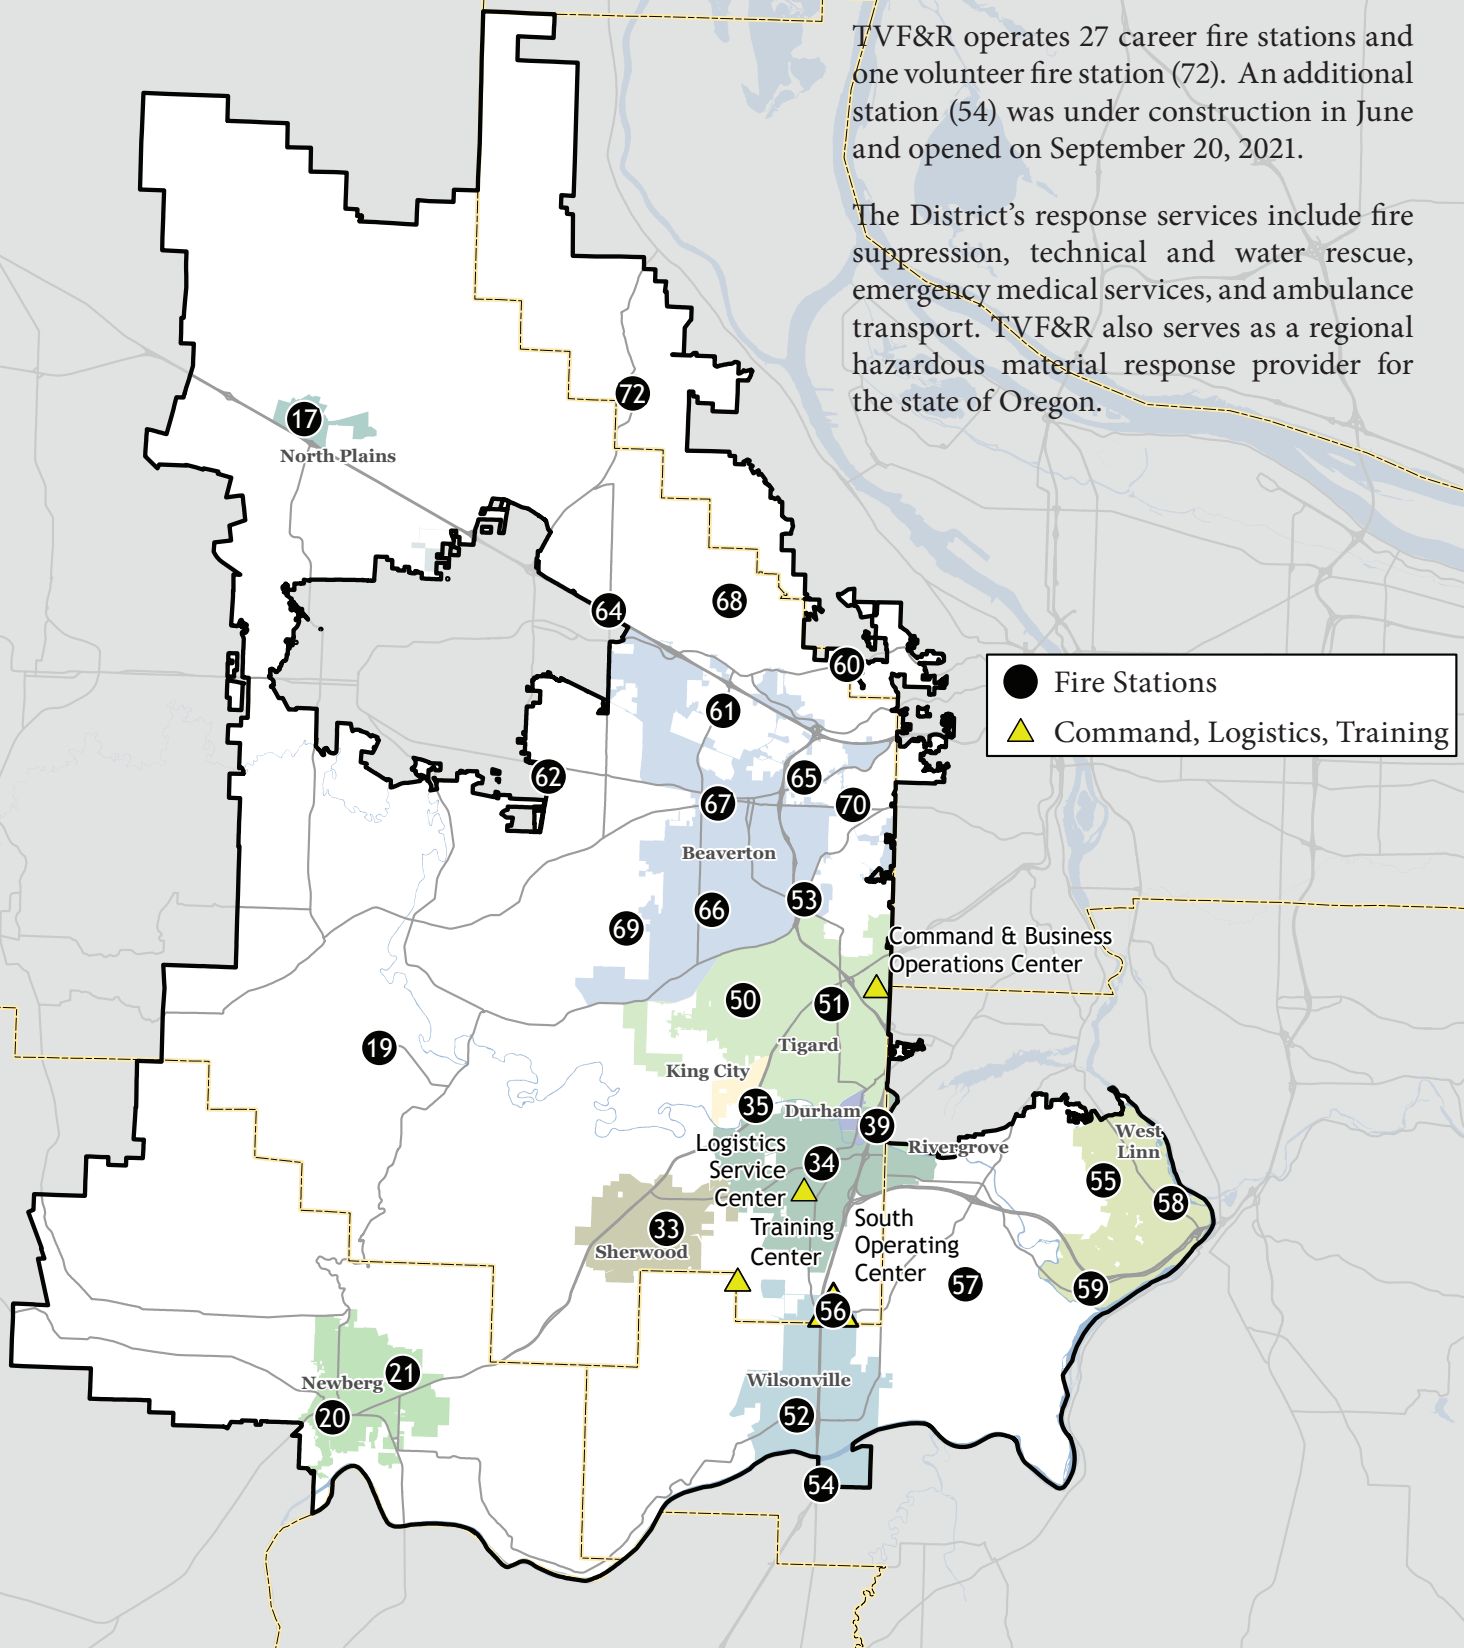 TVF&R operates 27 career fire stations and
one volunteer fire station (72). An additional
station (54) was under construction in June
and opened on September 20, 2021.
The District's response services include fire
suppression, technical and water rescue,
emergency medical services, and ambulance
transport. TVF&R also serves as a regional
hazardous material response provider for
the state of Oregon.
72
17
North Plains
68
64
60
Fire Stations
Command, Logistics, Training
61
62
65
67
70
Beaverton
53
66
69
Command & Business
Operations Center
50
51
19
Tigard
King City
35
Durham
39
Rivergrove
West
Linn
Logistics
Service
Center
34
55
58
Training
Center
South
Operating
Center
33
Sherwood
57
59
56
21
Newberg
20
Wilsonville
52
54